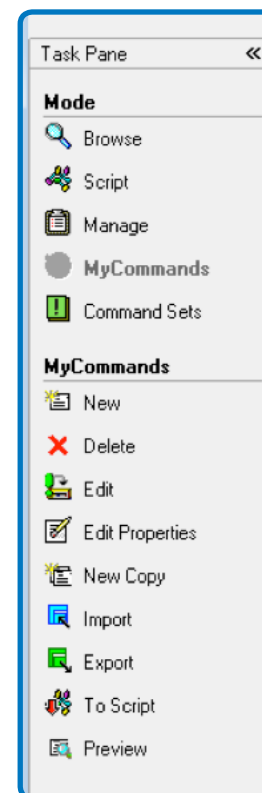 Task Pane «
Mode
Browse
Script
Manage
MyCommands
Command Sets
MyCommands
New
Delete
Edit
Edit Properties
New Copy
Import
Export
To Script
Preview